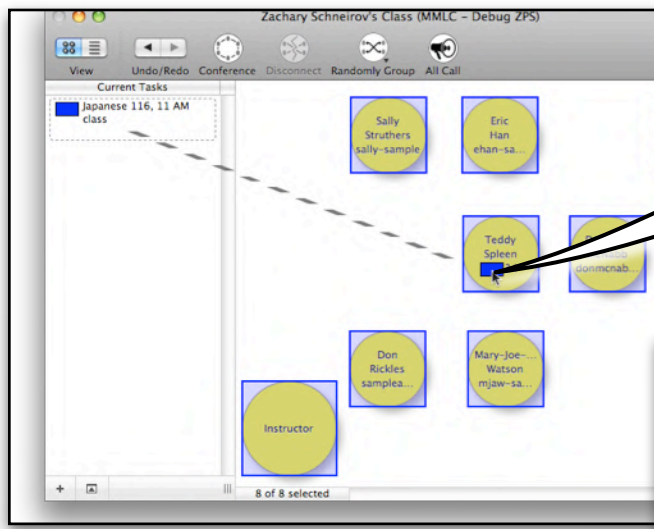 Zachary Schneirov's Class (MMLC - Debug ZPS)
View
Undo/Redo
Conference
Disconnect
Randomly Group
All Call
Current Tasks
Japanese 116, 11 AM
class
Sally
Struthers
sally-sample
Eric
Han
ehan-sa...
Teddy
Spleen
donmcnab...
Don
Rickles
samplea...
Mary-Joe-...
Watson
mjaw-sa...
Instructor
8 of 8 selected